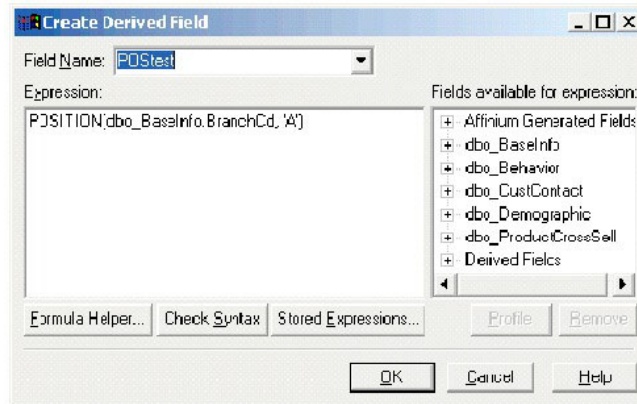 Create Derived Field
Field Name: POStest
Expression:
Fields available for expression:
POSITION(dbo_BaseInfo.BranchCd, 'A')
Affinium Generated Fields
dbo_BaseInfo
dbo_Behavior
dbo_CustContact
dbo_Demographic
dbo_ProductCrossSell
Derived Fields
Formula Helper... Check Syntax Stored Expressions... Profile Remove
OK Cancel Help